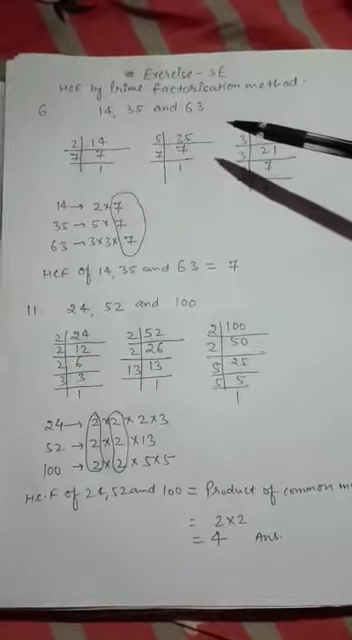 Exercise - 3E
HCF by Prime factorisation method.
6 14, 35 and 63
2 14
7 7
1
5 35
7 7
1
3
3 21
7
14 → 2 × 7
35 → 5 × 7
63 → 3 × 3 × 7
HCF of 14, 35 and 63 = 7
11. 24, 52 and 100
2 24
2 12
2 6
3 3
1
2 52
2 26
13 13
1
2 100
2 50
5 25
5 5
1
24 → 2 × 2 × 2 × 3
52 → 2 × 2 × 13
100 → 2 × 2 × 5 × 5
H.C.F of 24, 52 and 100 = Product of common
= 2 × 2
= 4 Ans.